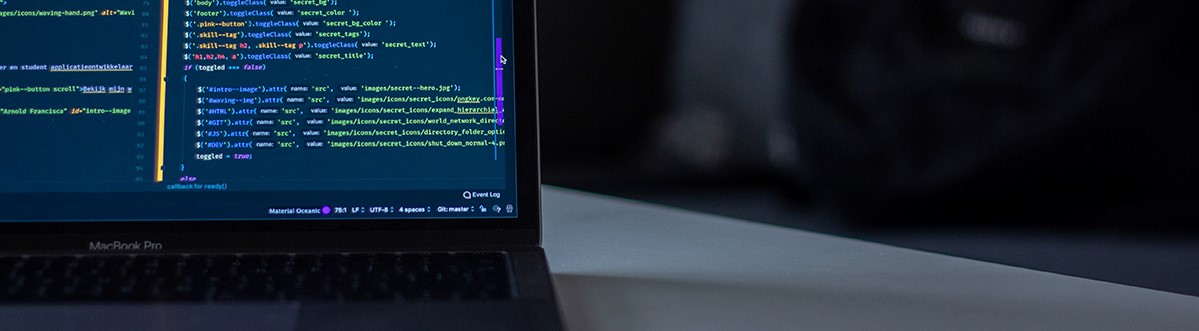 $('body').toggleClass( value: 'secret_bg');
ages/icons/waving-hand.png" alt="Wavi
$('footer').toggleClass( value: 'secret_color ');
$('.pink--button').toggleClass( value: 'secret_bg_color ');
$('.skill--tag').toggleClass( value: 'secret_tags');
$('.skill--tag h2, .skill--tag p').toggleClass( value: 'secret_text');
$('h1,h2,h4, a').toggleClass( value: 'secret_title');
er en student applicatieontwikkelaar
if (toggled === false)
{
="pink--button scroll">Bekijk mijn w
$('#intro--image').attr( name: 'src', value: 'images/secret--hero.jpg');
$('#waving--img').attr( name: 'src', value: 'images/icons/secret_icons/pngkey.com
"Arnold Francisca" id="intro--image
$('#HTML').attr( name: 'src', value: 'images/icons/secret_icons/expand_hierarchial_
$('#GIT').attr( name: 'src', value: 'images/icons/secret_icons/world_network_direct
$('#JS').attr( name: 'src', value: 'images/icons/secret_icons/directory_folder_opti
$('#DEV').attr( name: 'src', value: 'images/icons/secret_icons/shut_down_normal-4.p
toggled = true;
}
else
callback for ready()
Event Log
Material Oceanic 75:1 LF UTF-8 4 spaces Git: master
MacBook Pro